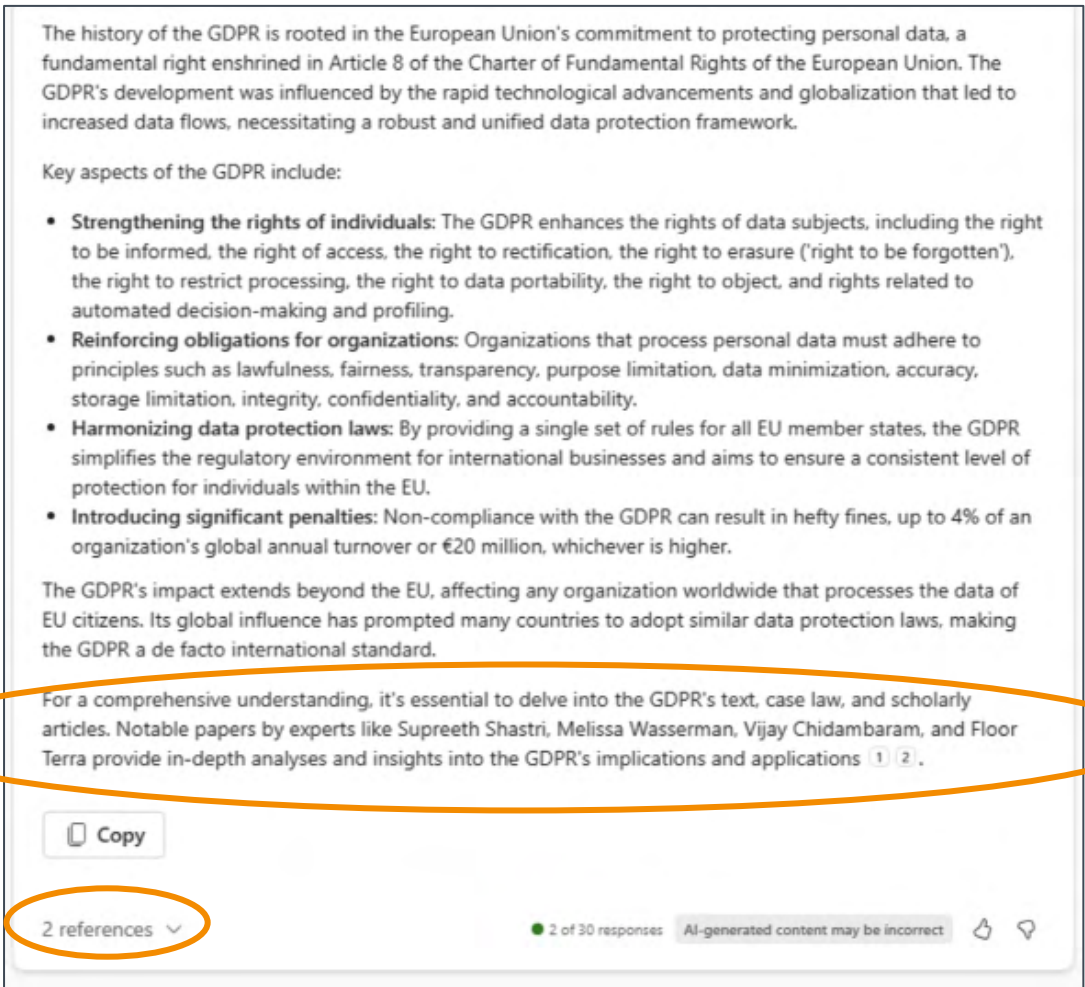 The history of the GDPR is rooted in the European Union's commitment to protecting personal data, a
fundamental right enshrined in Article 8 of the Charter of Fundamental Rights of the European Union. The
GDPR's development was influenced by the rapid technological advancements and globalization that led to
increased data flows, necessitating a robust and unified data protection framework.
Key aspects of the GDPR include:
• Strengthening the rights of individuals: The GDPR enhances the rights of data subjects, including the right
to be informed, the right of access, the right to rectification, the right to erasure ('right to be forgotten'),
the right to restrict processing, the right to data portability, the right to object, and rights related to
automated decision-making and profiling.
• Reinforcing obligations for organizations: Organizations that process personal data must adhere to
principles such as lawfulness, fairness, transparency, purpose limitation, data minimization, accuracy,
storage limitation, integrity, confidentiality, and accountability.
• Harmonizing data protection laws: By providing a single set of rules for all EU member states, the GDPR
simplifies the regulatory environment for international businesses and aims to ensure a consistent level of
protection for individuals within the EU.
• Introducing significant penalties: Non-compliance with the GDPR can result in hefty fines, up to 4% of an
organization's global annual turnover or €20 million, whichever is higher.
The GDPR's impact extends beyond the EU, affecting any organization worldwide that processes the data of
EU citizens. Its global influence has prompted many countries to adopt similar data protection laws, making
the GDPR a de facto international standard.
For a comprehensive understanding, it's essential to delve into the GDPR's text, case law, and scholarly
articles. Notable papers by experts like Supreeth Shastri, Melissa Wasserman, Vijay Chidambaram, and Floor
Terra provide in-depth analyses and insights into the GDPR's implications and applications 1 2.
Copy
2 references 2 of 30 responses AI-generated content may be incorrect